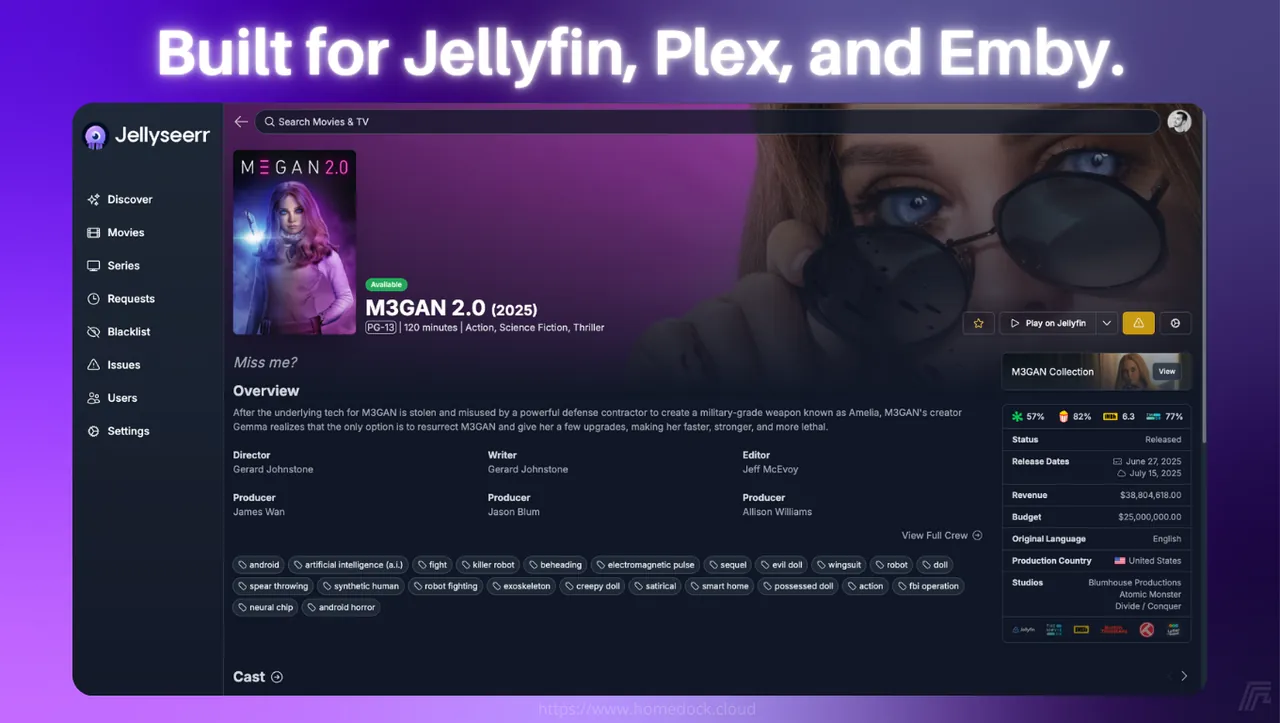 Built for Jellyfin, Plex, and Emby.
Jellyseerr
Search Movies & TV
Discover
Movies
Series
Requests
Blacklist
Issues
Users
Settings
M Ξ G A N 2.0
Available
M3GAN 2.0 (2025)
PG-13 | 120 minutes | Action, Science Fiction, Thriller
Play on Jellyfin
Miss me?
Overview
After the underlying tech for M3GAN is stolen and misused by a powerful defense contractor to create a military-grade weapon known as Amelia, M3GAN's creator
Gemma realizes that the only option is to resurrect M3GAN and give her a few upgrades, making her faster, stronger, and more lethal.
Director
Gerard Johnstone
Writer
Gerard Johnstone
Editor
Jeff McEvoy
Producer
James Wan
Producer
Jason Blum
Producer
Allison Williams
View Full Crew
android artificial intelligence (a.i.) fight killer robot beheading electromagnetic pulse sequel evil doll wingsuit robot doll
spear throwing synthetic human robot fighting exoskeleton creepy doll satirical smart home possessed doll action fbi operation
neural chip android horror
Cast
M3GAN Collection View
57% 82% IMDb 6.3 77%
Status Released
Release Dates June 27, 2025
July 15, 2025
Revenue $38,804,618.00
Budget $25,000,000.00
Original Language English
Production Country United States
Studios Blumhouse Productions
Atomic Monster
Divide / Conquer
Jellyfin
https://www.homedock.cloud